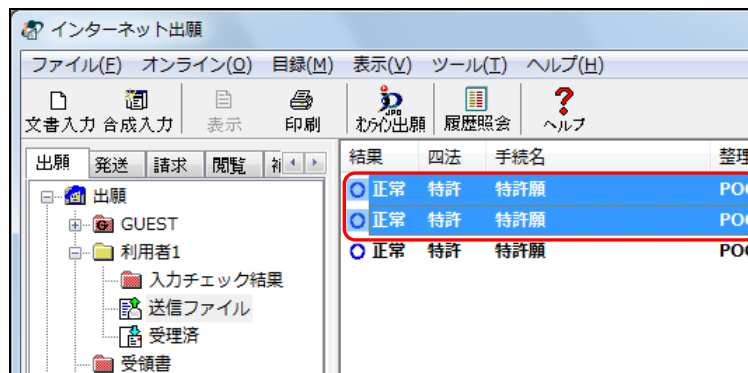 インターネット出願
ファイル(F) オンライン(O) 目録(M) 表示(V) ツール(T) ヘルプ(H)
文書入力 合成入力 表示 印刷 オンライン出願 履歴照会 ヘルプ
出願 発送 請求 閲覧
結果 四法 手続名 整理
出願
GUEST
利用者1
入力チェック結果
送信ファイル
受理済
受領書
正常 特許 特許願 POC
正常 特許 特許願 POC
正常 特許 特許願 POC